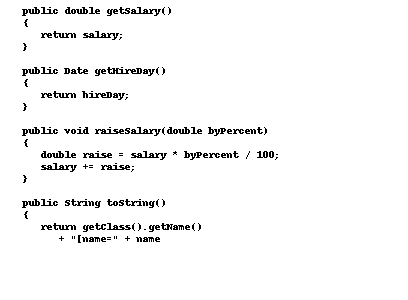 public double getSalary()
{
return salary;
}
public Date getHireDay()
{
return hireDay;
}
public void raiseSalary(double byPercent)
{
double raise = salary * byPercent / 100;
salary += raise;
}
public String toString()
{
return getClass().getName()
+ "[name=" + name